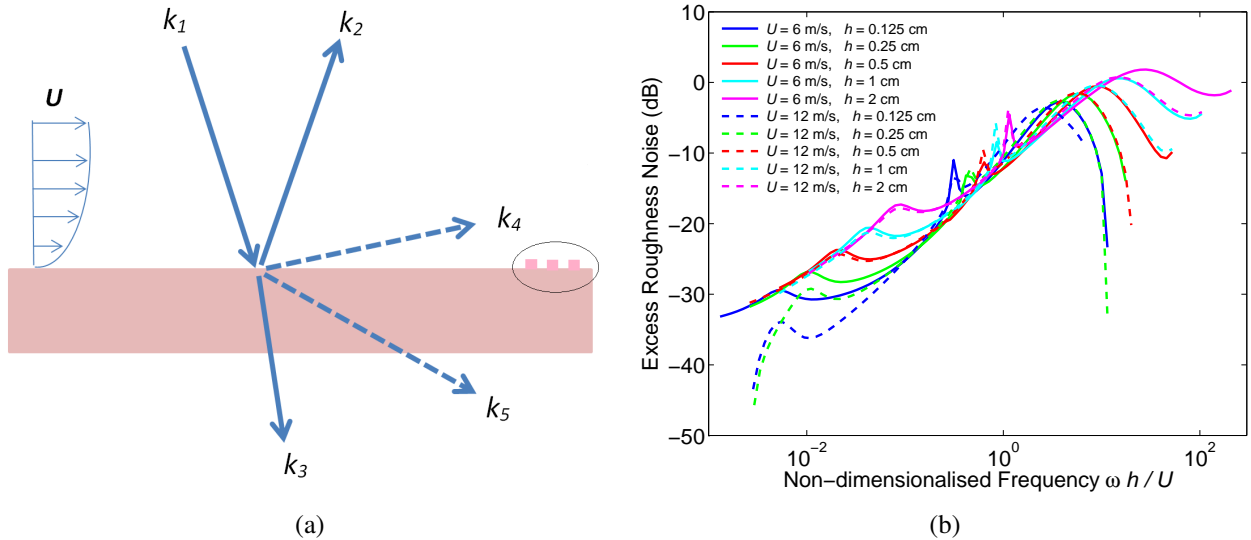 k1
k2
U
k4
k5
k3
(a)
10
0
−10
−20
−30
−40
−50
Excess Roughness Noise (dB)
U = 6 m/s, h = 0.125 cm
U = 6 m/s, h = 0.25 cm
U = 6 m/s, h = 0.5 cm
U = 6 m/s, h = 1 cm
U = 6 m/s, h = 2 cm
U = 12 m/s, h = 0.125 cm
U = 12 m/s, h = 0.25 cm
U = 12 m/s, h = 0.5 cm
U = 12 m/s, h = 1 cm
U = 12 m/s, h = 2 cm
10−2 100 102
Non−dimensionalised Frequency ω h / U
(b)